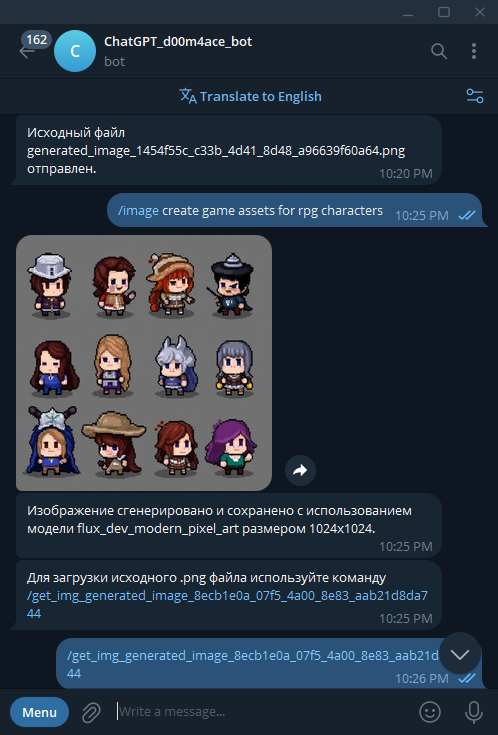 162
C
ChatGPT_d00m4ace_bot
bot
Translate to English
Исходный файл
generated_image_1454f55c_c33b_4d41_8d48_a96639f60a64.png
отправлен.
10:20 PM
/image create game assets for rpg characters
10:25 PM
Изображение сгенерировано и сохранено с использованием
модели flux_dev_modern_pixel_art размером 1024x1024.
10:25 PM
Для загрузки исходного .png файла используйте команду
/get_img_generated_image_8ecb1e0a_07f5_4a00_8e83_aab21d8da7
44
10:25 PM
/get_img_generated_image_8ecb1e0a_07f5_4a00_8e83_aab21d
44
10:26 PM
Menu
Write a message...